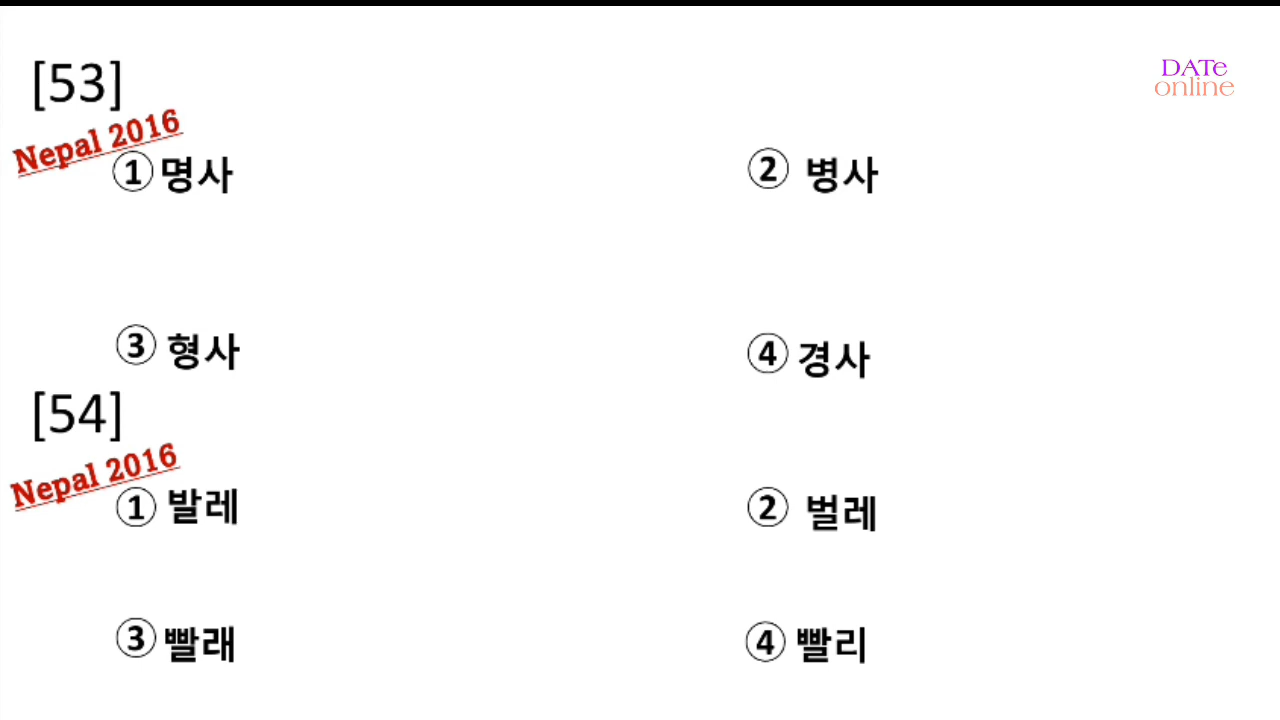 [53]
DATe
online
Nepal 2016
① 명사
② 병사
③ 형사
④ 경사
[54]
Nepal 2016
① 발레
② 벌레
③ 빨래
④ 빨리